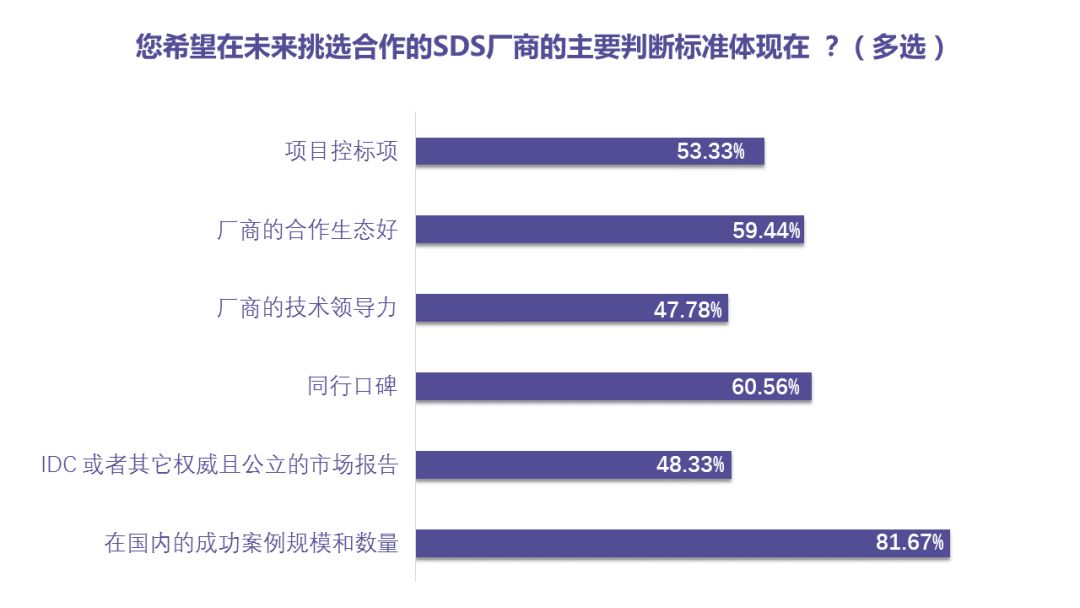 您希望在未来挑选合作的SDS厂商的主要判断标准体现在 ？（多选）
项目控标项 53.33%
厂商的合作生态好 59.44%
厂商的技术领导力 47.78%
同行口碑 60.56%
IDC 或者其它权威且公立的市场报告 48.33%
在国内的成功案例规模和数量 81.67%